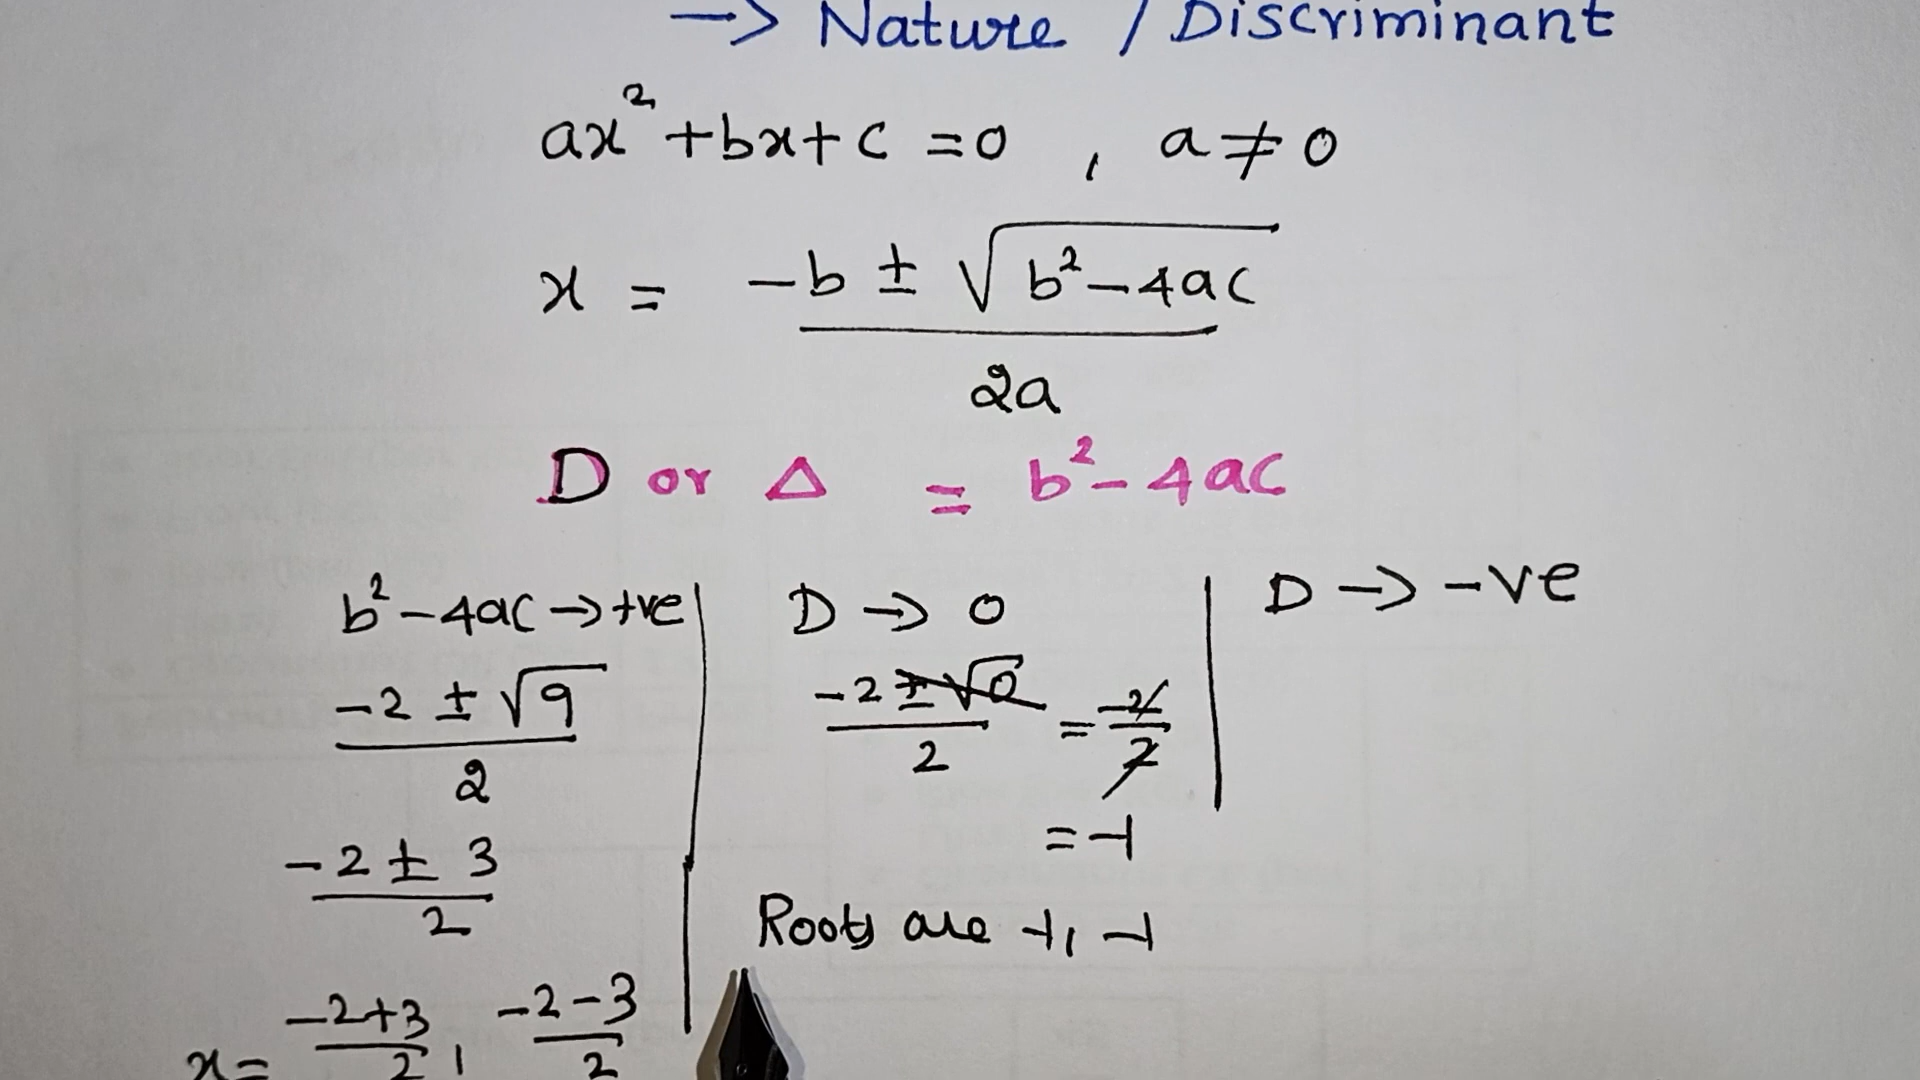 → Nature / Discriminant
ax² + bx + c = 0 , a ≠ 0
x = -b ± √b² - 4ac
2a
D or Δ = b² - 4ac
b² - 4ac → +ve
-2 ± √9
2
-2 ± 3
2
x = -2+3 , -2-3
2 2
D → 0
-2 ± √0 = -2
2 2
= -1
Roots are -1, -1
D → -ve